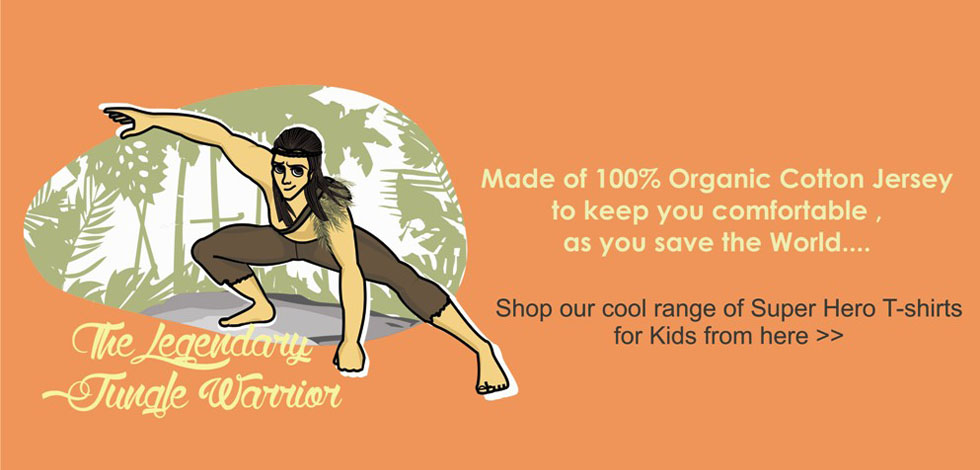 The Legendary
Jungle Warrior
Made of 100% Organic Cotton Jersey
to keep you comfortable ,
as you save the World....
Shop our cool range of Super Hero T-shirts
for Kids from here >>